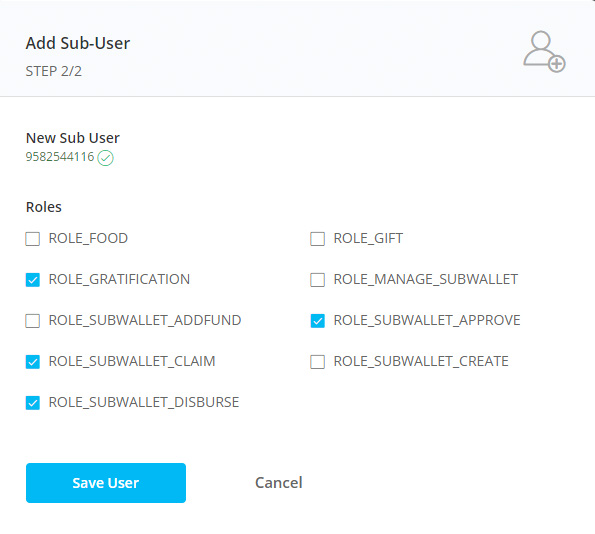 Add Sub-User
STEP 2/2
New Sub User
9582544116
Roles
ROLE_FOOD
ROLE_GIFT
ROLE_GRATIFICATION
ROLE_MANAGE_SUBWALLET
ROLE_SUBWALLET_ADDFUND
ROLE_SUBWALLET_APPROVE
ROLE_SUBWALLET_CLAIM
ROLE_SUBWALLET_CREATE
ROLE_SUBWALLET_DISBURSE
Save User
Cancel